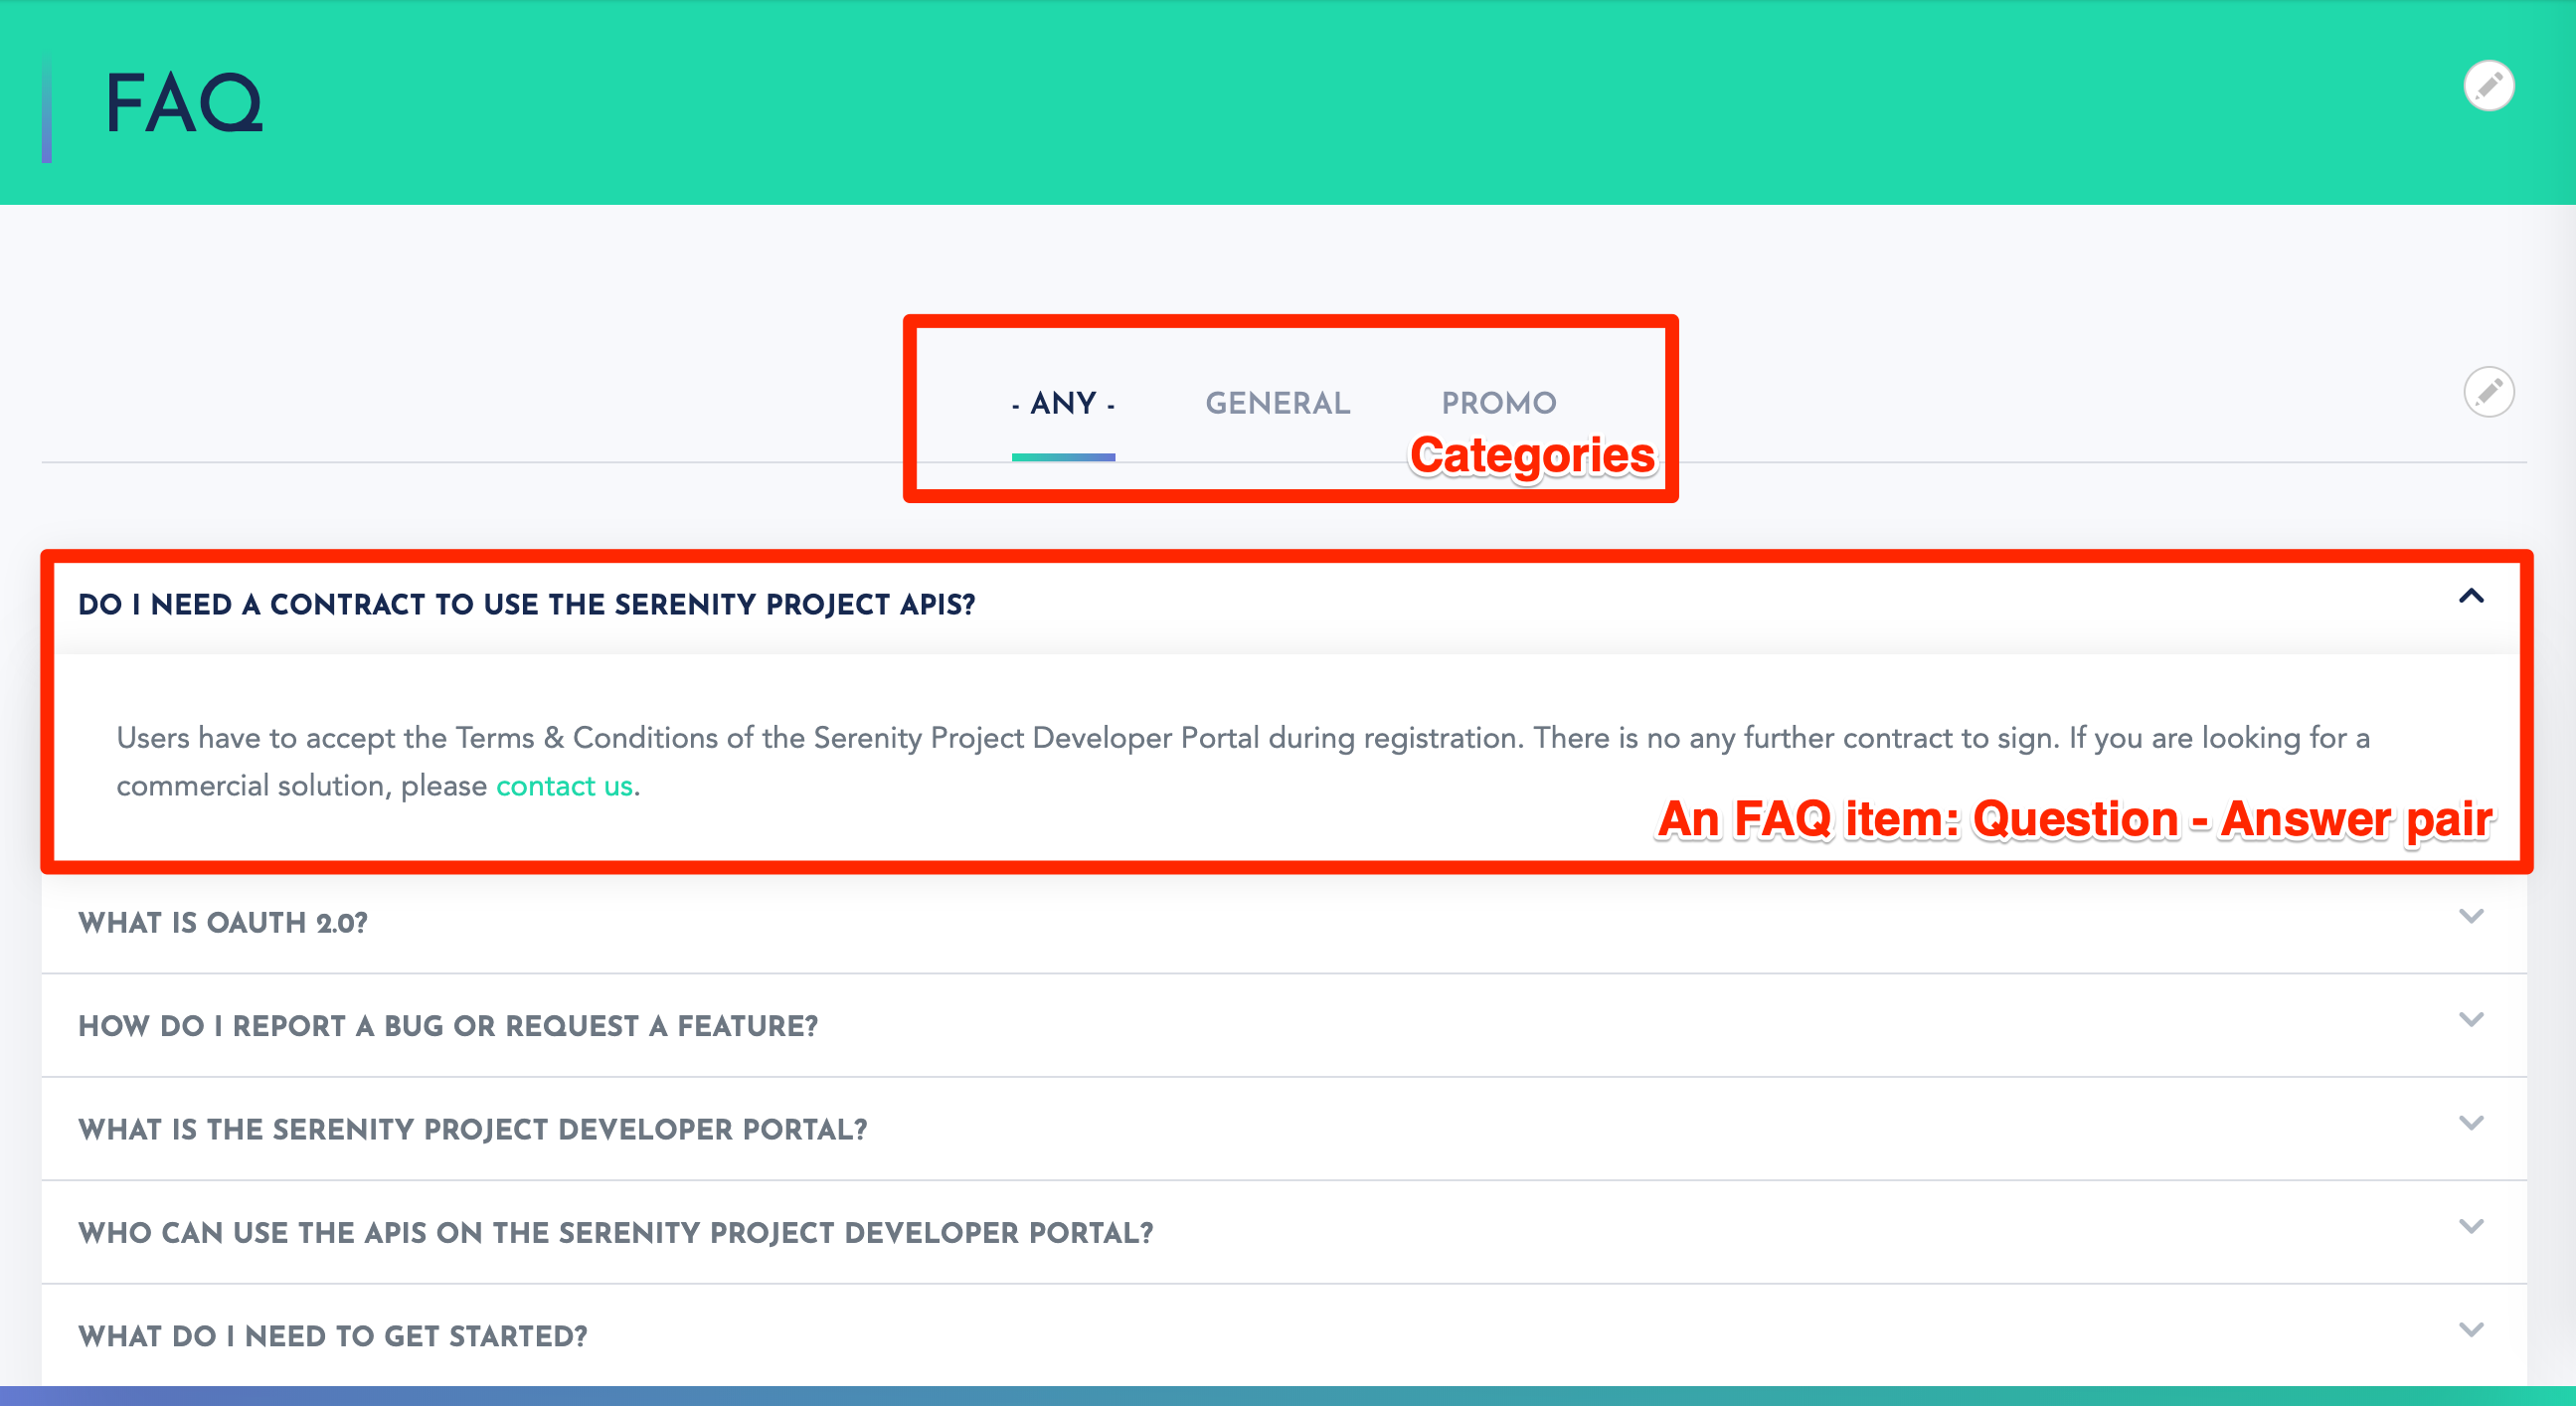 FAQ
- ANY - GENERAL PROMO
Categories
DO I NEED A CONTRACT TO USE THE SERENITY PROJECT APIS?
Users have to accept the Terms & Conditions of the Serenity Project Developer Portal during registration. There is no any further contract to sign. If you are looking for a
commercial solution, please contact us.
An FAQ item: Question - Answer pair
WHAT IS OAUTH 2.0?
HOW DO I REPORT A BUG OR REQUEST A FEATURE?
WHAT IS THE SERENITY PROJECT DEVELOPER PORTAL?
WHO CAN USE THE APIS ON THE SERENITY PROJECT DEVELOPER PORTAL?
WHAT DO I NEED TO GET STARTED?